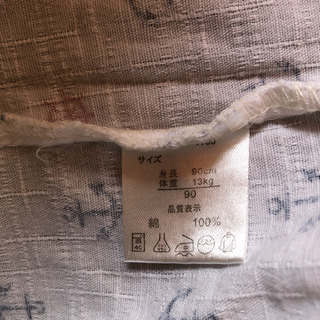 サイズ
身長 90cm
体重 13kg
90
品質表示
綿 100%